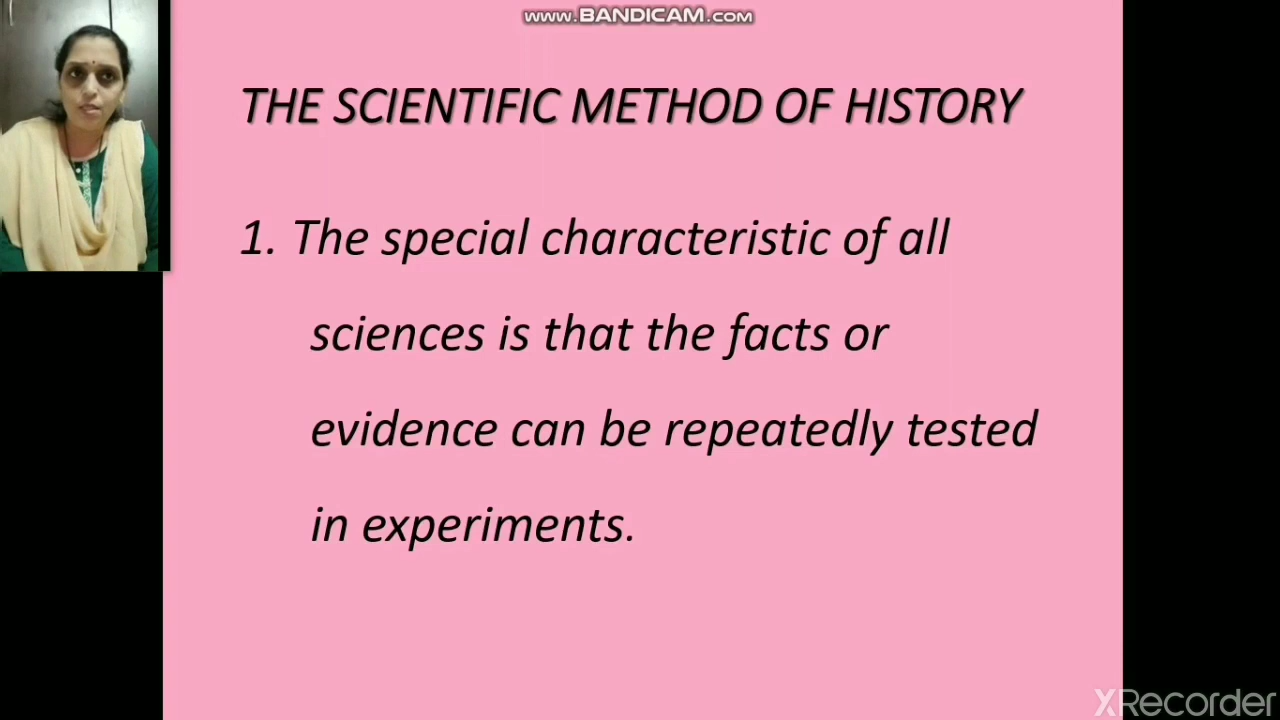 www.BANDICAM.com
THE SCIENTIFIC METHOD OF HISTORY
1. The special characteristic of all
sciences is that the facts or
evidence can be repeatedly tested
in experiments.
XRecorder